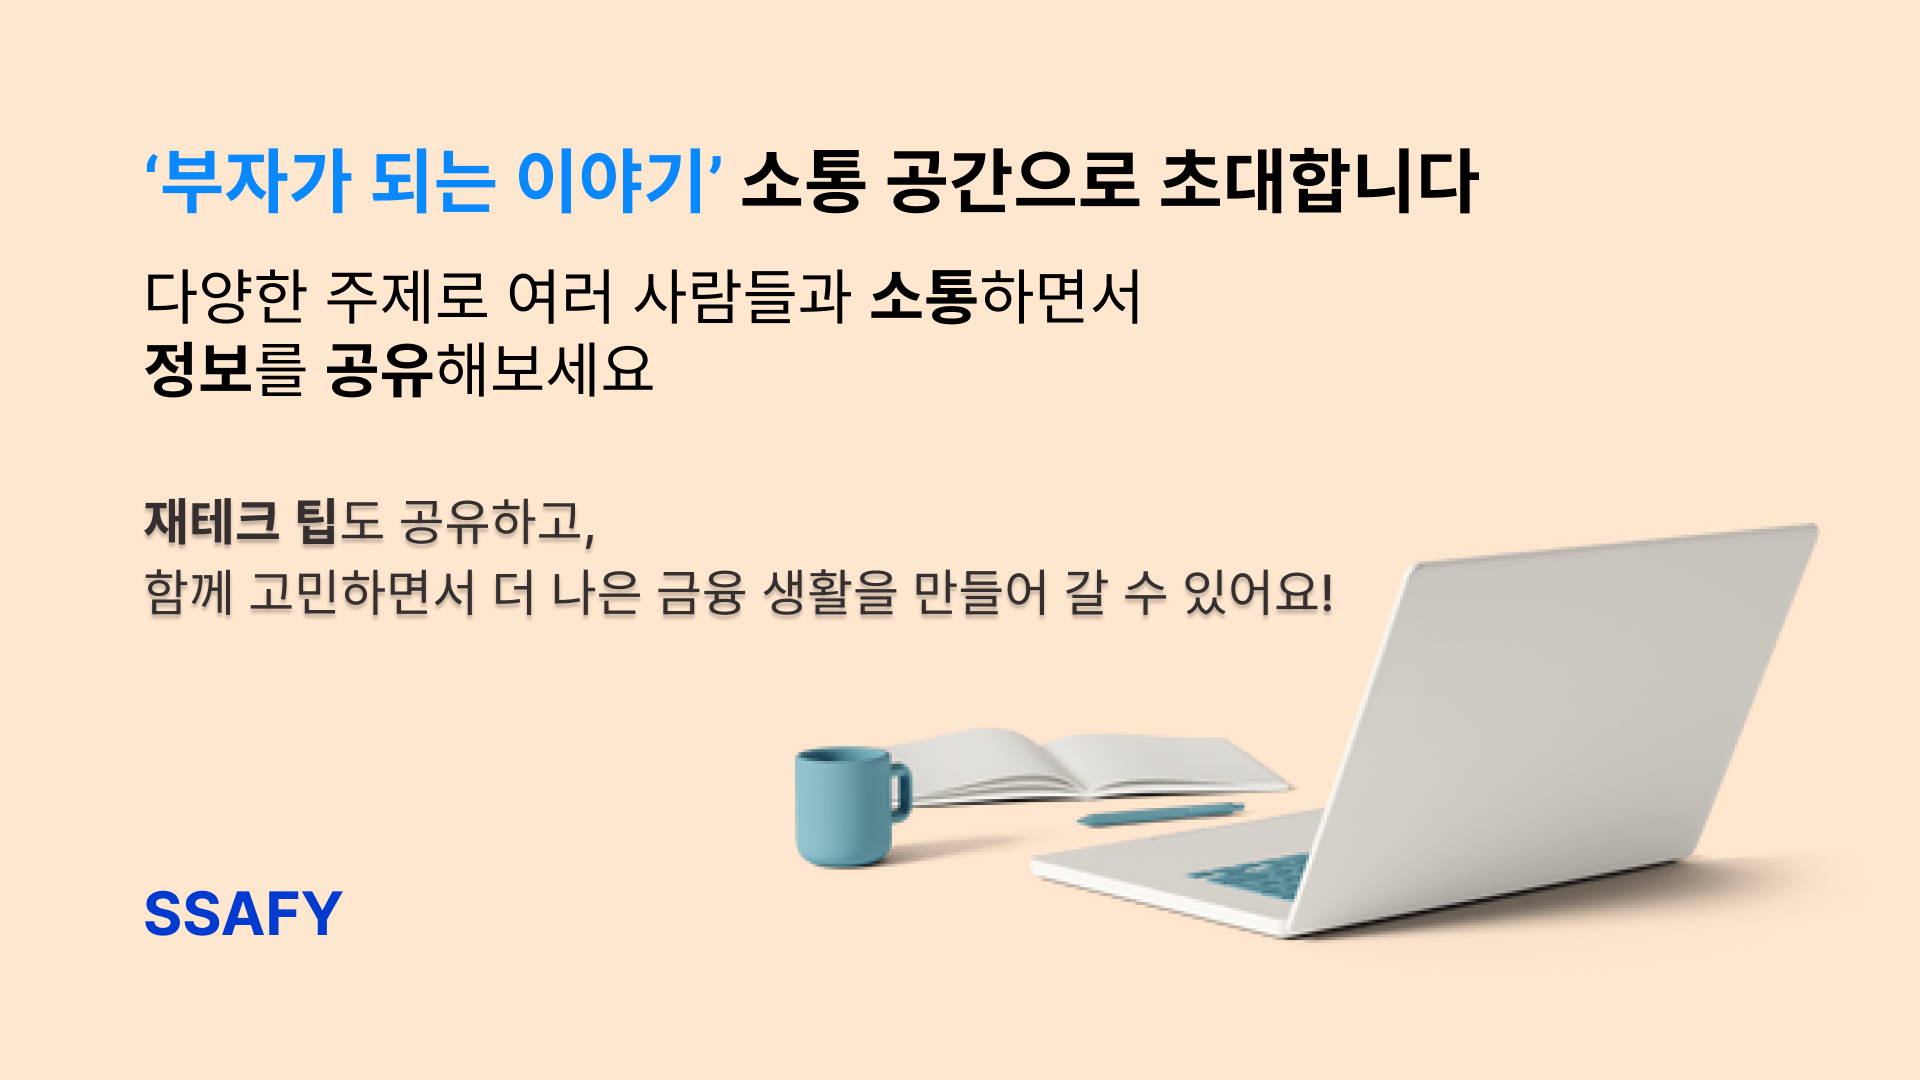 ‘부자가 되는 이야기’ 소통 공간으로 초대합니다
다양한 주제로 여러 사람들과 소통하면서
정보를 공유해보세요
재테크 팁도 공유하고,
함께 고민하면서 더 나은 금융 생활을 만들어 갈 수 있어요!
SSAFY